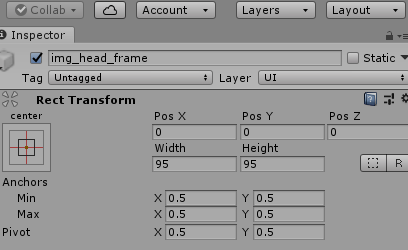 Collab Account Layers Layout
Inspector
img_head_frame Static
Tag Untagged Layer UI
Rect Transform
center Pos X Pos Y Pos Z
0 0 0
Width Height
95 95 R
Anchors
Min X 0.5 Y 0.5
Max X 0.5 Y 0.5
Pivot X 0.5 Y 0.5